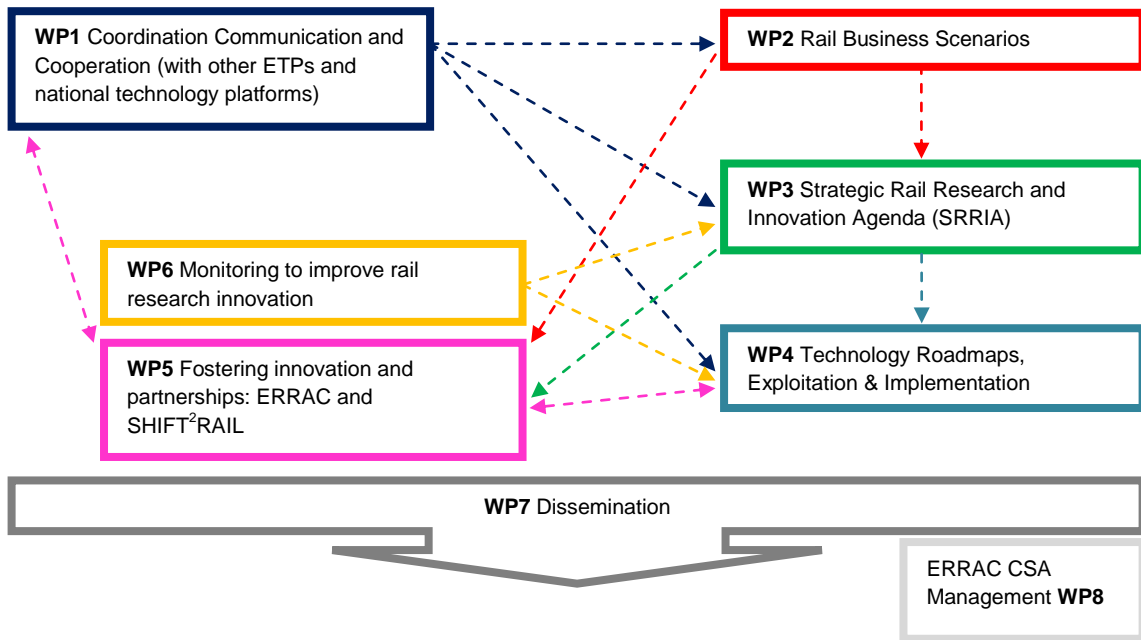 WP1 Coordination Communication and
Cooperation (with other ETPs and
national technology platforms)
WP2 Rail Business Scenarios
WP3 Strategic Rail Research and
Innovation Agenda (SRRIA)
WP6 Monitoring to improve rail
research innovation
WP5 Fostering innovation and
partnerships: ERRAC and
SHIFT²RAIL
WP4 Technology Roadmaps,
Exploitation & Implementation
WP7 Dissemination
ERRAC CSA
Management WP8